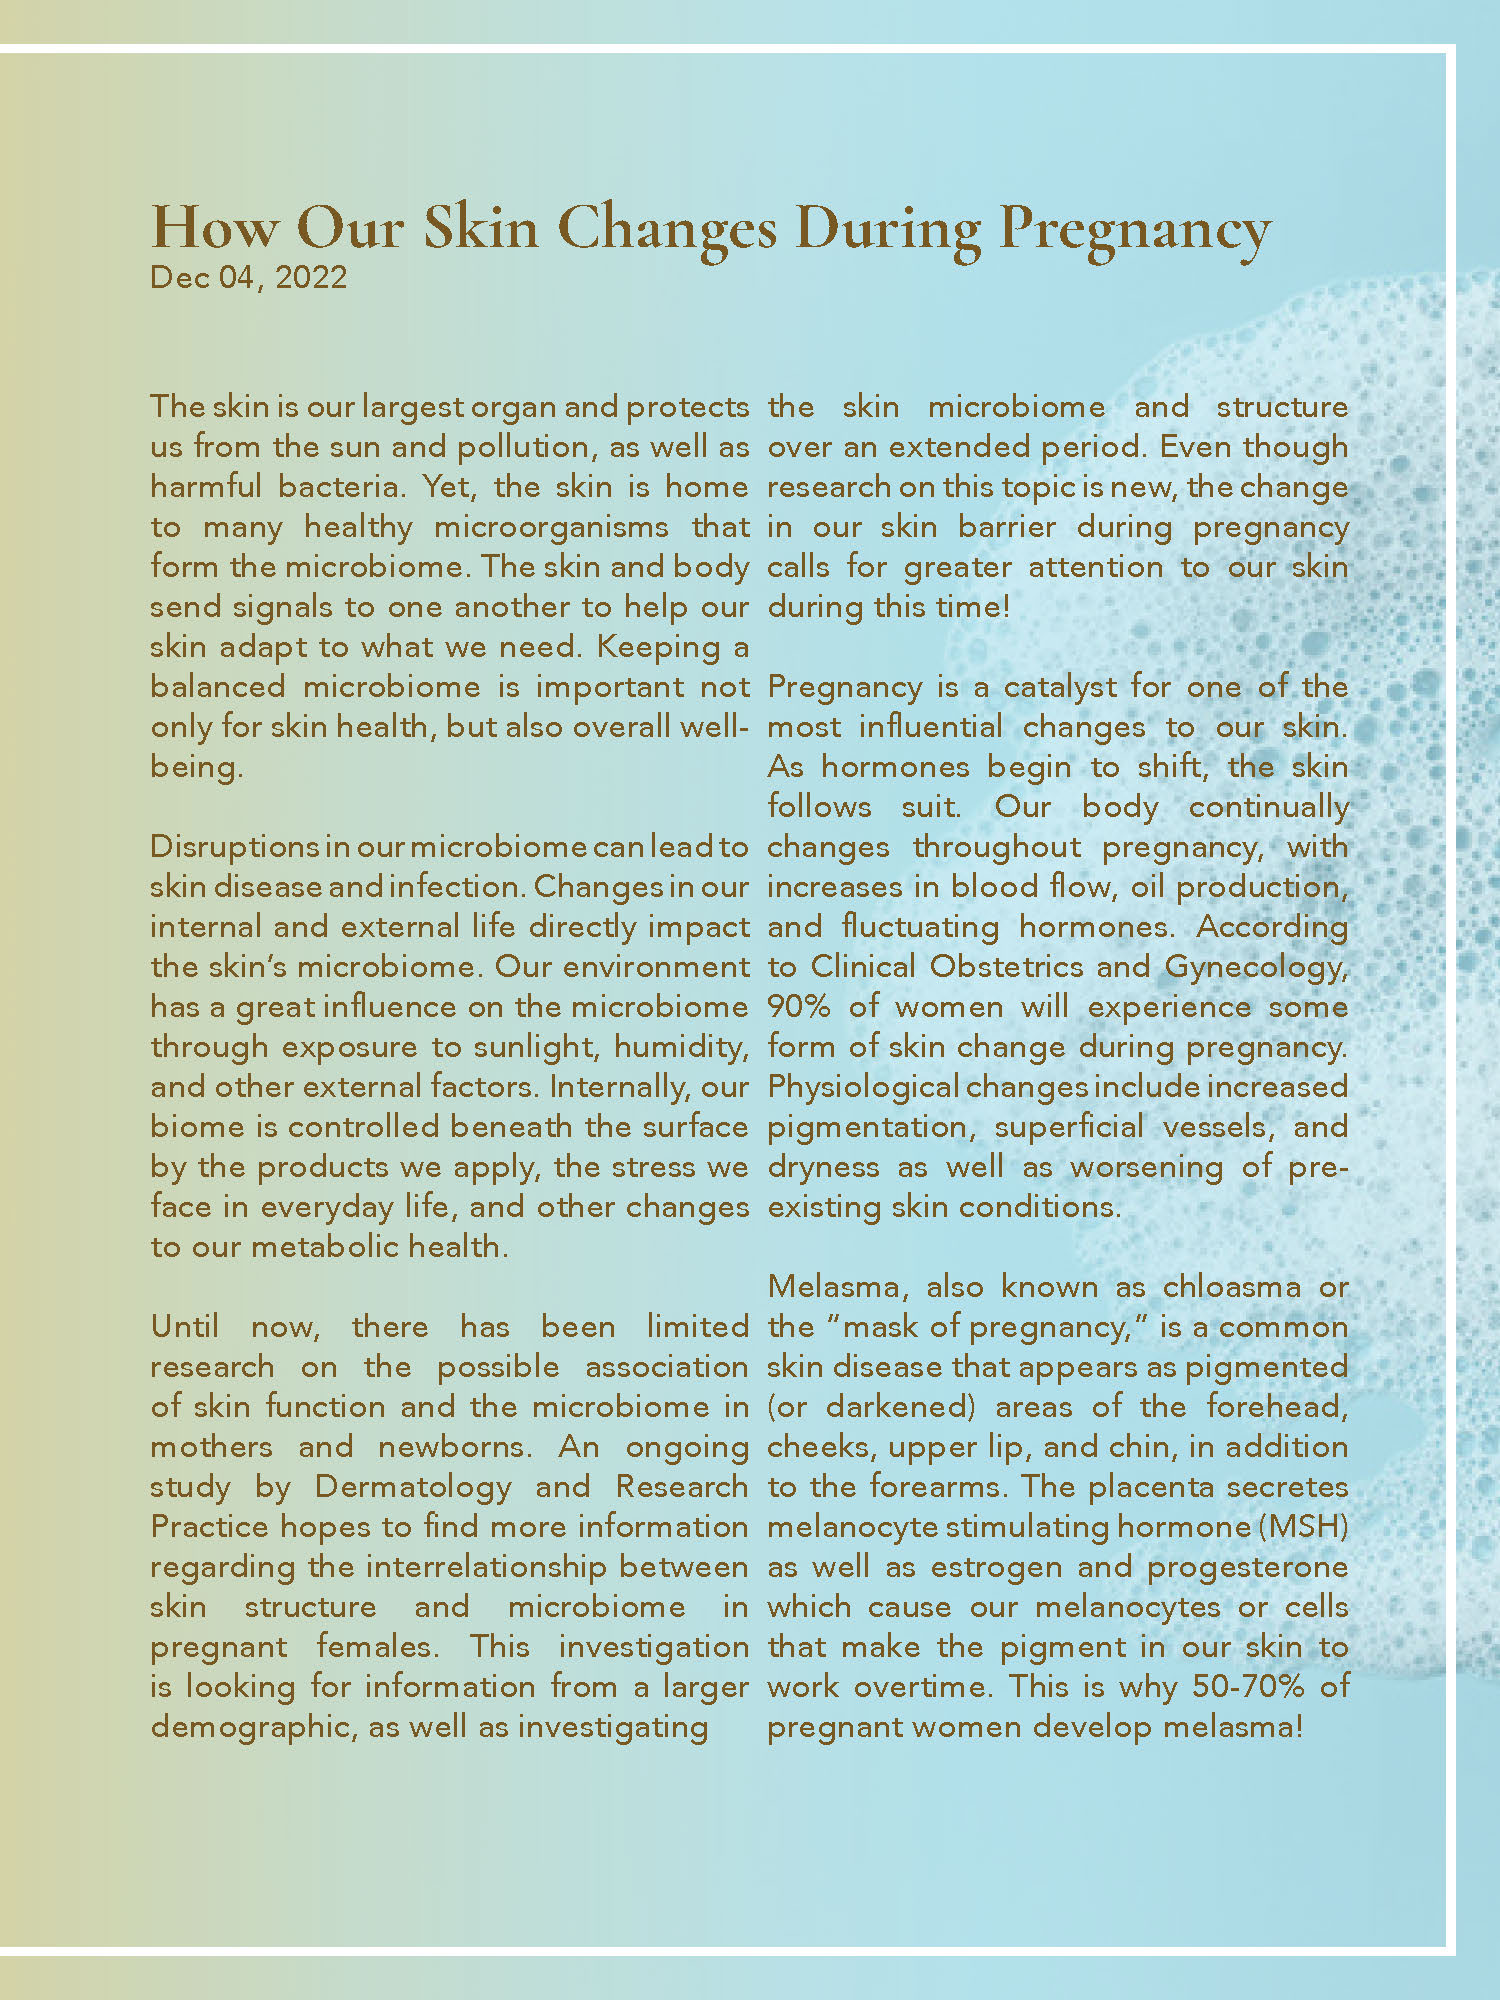 How Our Skin Changes During Pregnancy
Dec 04, 2022
The skin is our largest organ and protects
us from the sun and pollution, as well as
harmful bacteria. Yet, the skin is home
to many healthy microorganisms that
form the microbiome. The skin and body
send signals to one another to help our
skin adapt to what we need. Keeping a
balanced microbiome is important not
only for skin health, but also overall well-
being.
Disruptions in our microbiome can lead to
skin disease and infection. Changes in our
internal and external life directly impact
the skin’s microbiome. Our environment
has a great influence on the microbiome
through exposure to sunlight, humidity,
and other external factors. Internally, our
biome is controlled beneath the surface
by the products we apply, the stress we
face in everyday life, and other changes
to our metabolic health.
Until now, there has been limited
research on the possible association
of skin function and the microbiome in
mothers and newborns. An ongoing
study by Dermatology and Research
Practice hopes to find more information
regarding the interrelationship between
skin structure and microbiome in
pregnant females. This investigation
is looking for information from a larger
demographic, as well as investigating
the skin microbiome and structure
over an extended period. Even though
research on this topic is new, the change
in our skin barrier during pregnancy
calls for greater attention to our skin
during this time!
Pregnancy is a catalyst for one of the
most influential changes to our skin.
As hormones begin to shift, the skin
follows suit. Our body continually
changes throughout pregnancy, with
increases in blood flow, oil production,
and fluctuating hormones. According
to Clinical Obstetrics and Gynecology,
90% of women will experience some
form of skin change during pregnancy.
Physiological changes include increased
pigmentation, superficial vessels, and
dryness as well as worsening of pre-
existing skin conditions.
Melasma, also known as chloasma or
the “mask of pregnancy,” is a common
skin disease that appears as pigmented
(or darkened) areas of the forehead,
cheeks, upper lip, and chin, in addition
to the forearms. The placenta secretes
melanocyte stimulating hormone (MSH)
as well as estrogen and progesterone
which cause our melanocytes or cells
that make the pigment in our skin to
work overtime. This is why 50-70% of
pregnant women develop melasma!